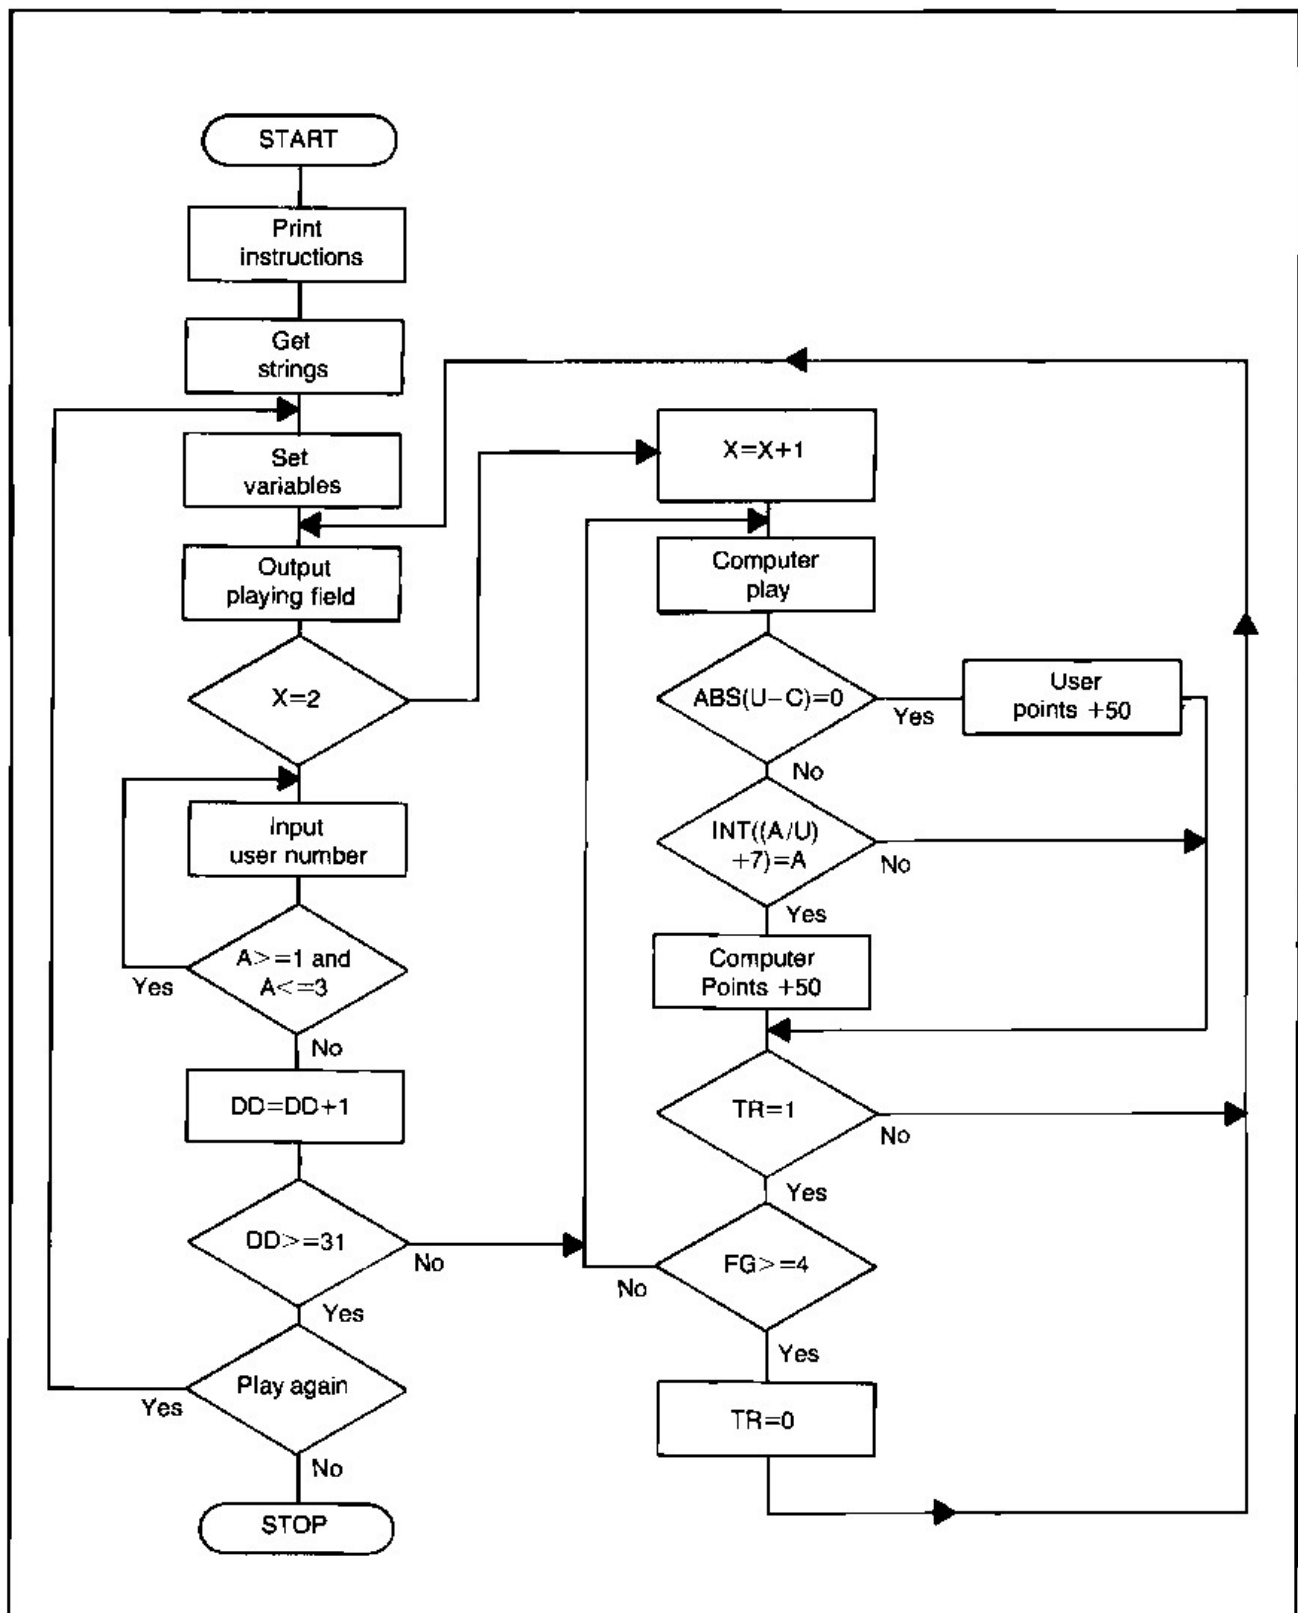 START
Print
instructions
Get
strings
Set
variables
Output
playing field
X=2
Input
user number
A>=1 and
A<=3
Yes
No
DD=DD+1
DD>=31
No
Yes
Play again
Yes
No
STOP
X=X+1
Computer
play
ABS(U-C)=0
Yes
User
points +50
No
INT((A/U)
+7)=A
No
Yes
Computer
Points +50
TR=1
No
Yes
FG>=4
No
Yes
TR=0